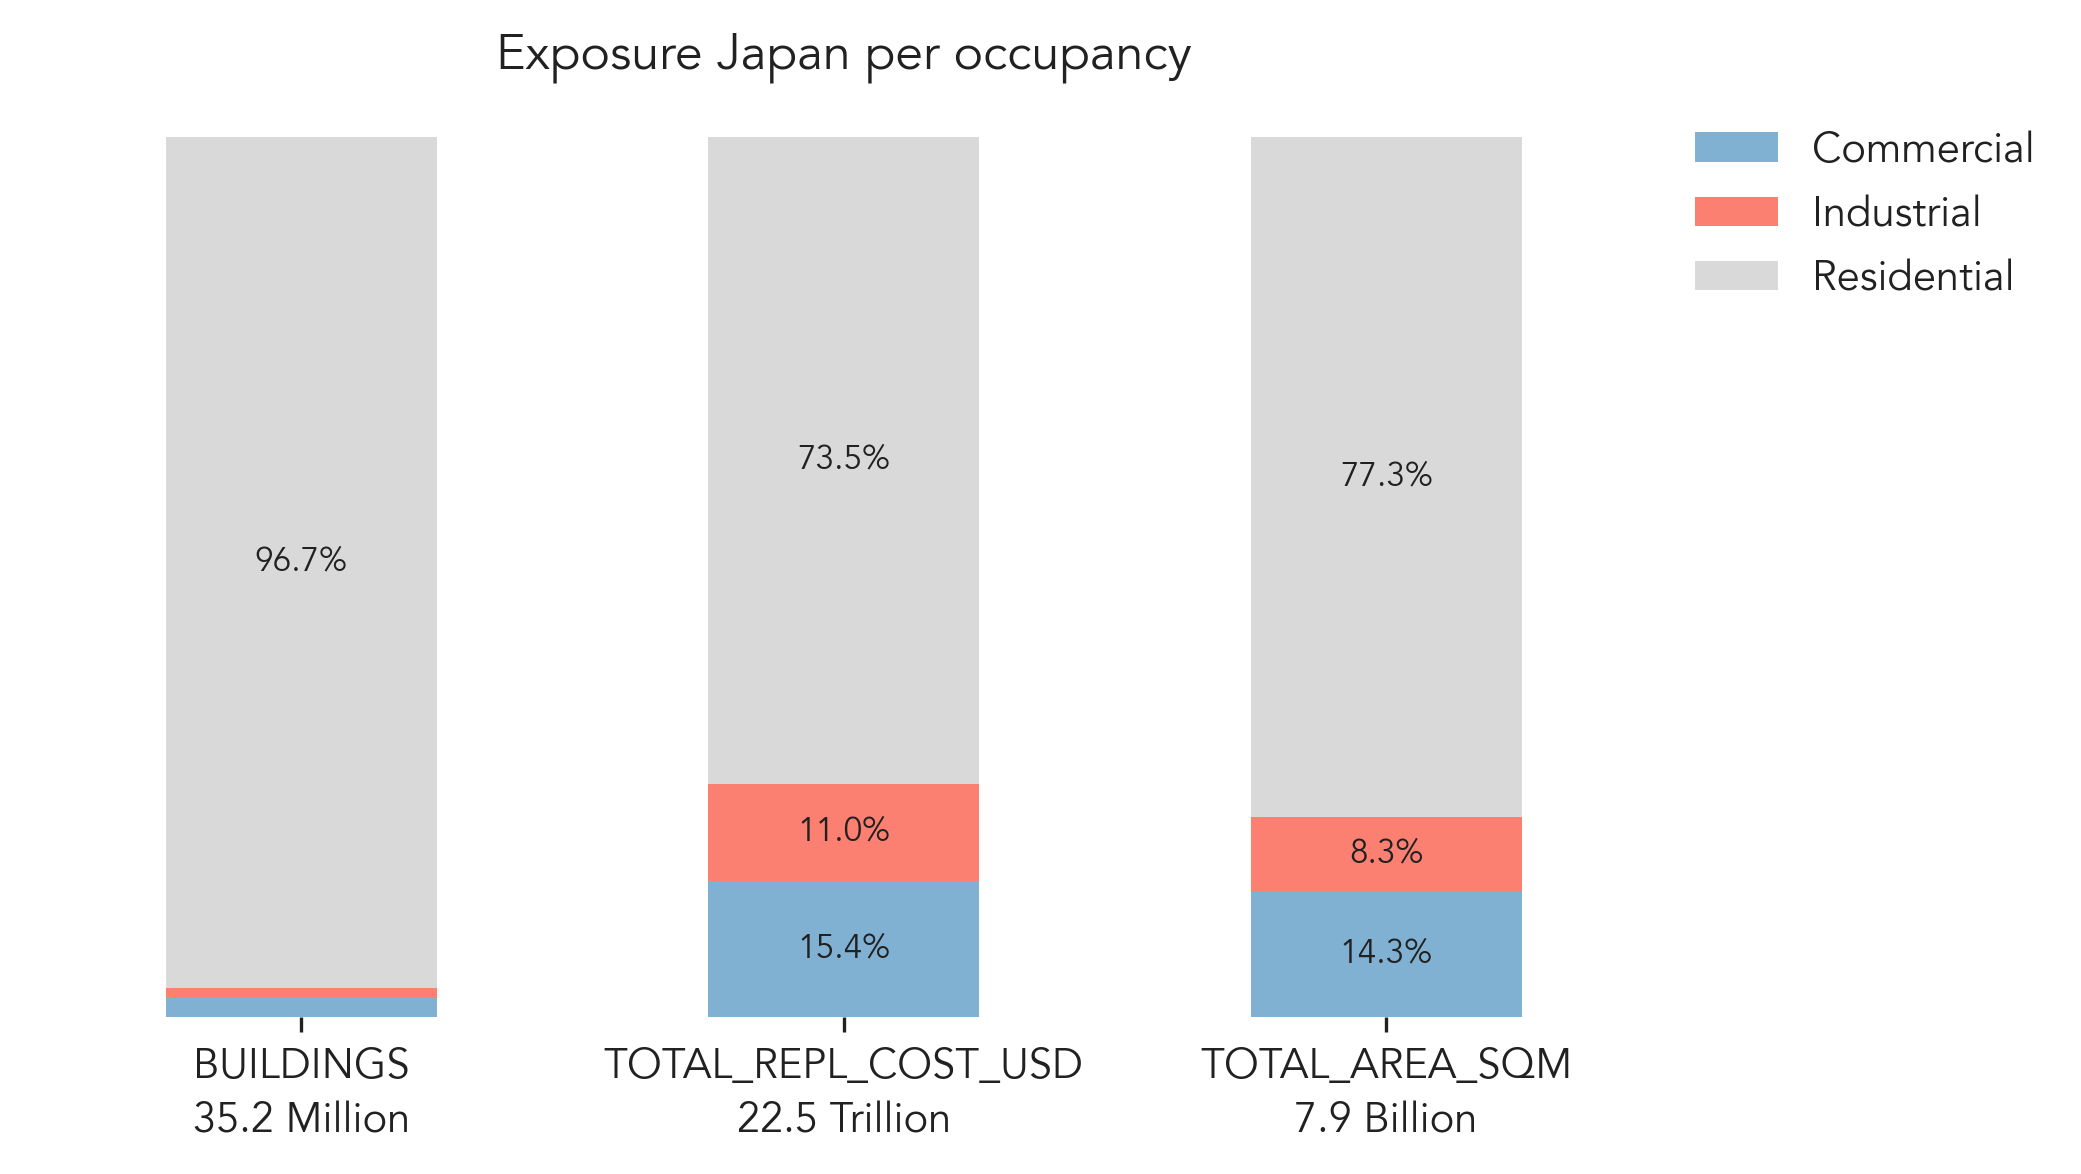 Exposure Japan per occupancy
Commercial
Industrial
Residential
96.7%
73.5%
11.0%
15.4%
77.3%
8.3%
14.3%
BUILDINGS
35.2 Million
TOTAL_REPL_COST_USD
22.5 Trillion
TOTAL_AREA_SQM
7.9 Billion